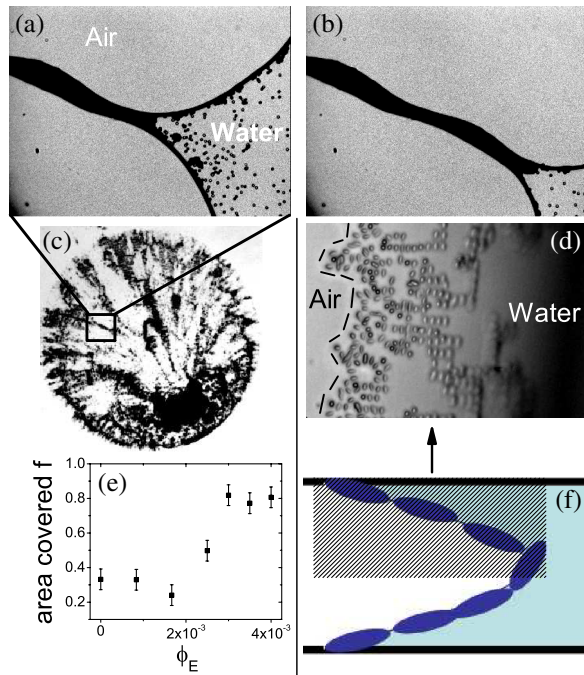 (a)
Air
Water
(b)
(c)
(d)
Air
Water
(e)
area covered f
1.0
0.8
0.6
0.4
0.2
0
2x10⁻³
4x10⁻³
ϕE
(f)